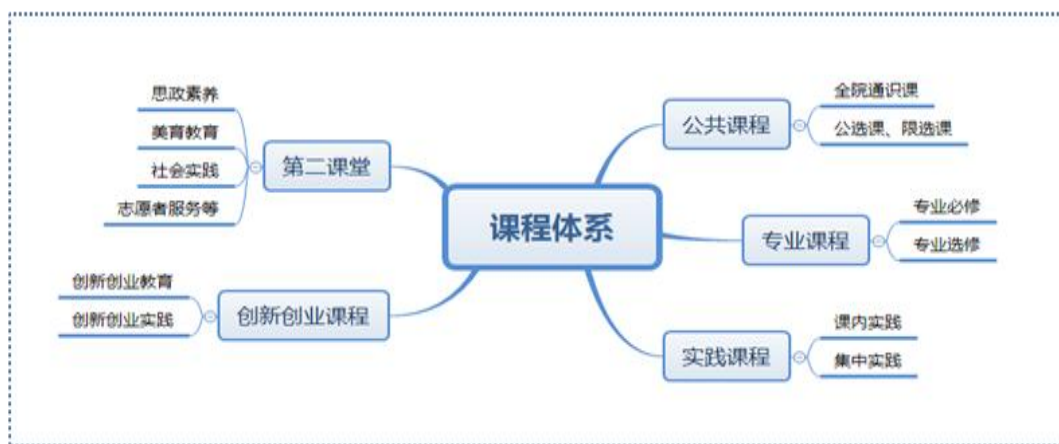 课程体系
公共课程
全院通识课
公选课、限选课
专业课程
专业必修
专业选修
实践课程
课内实践
集中实践
第二课堂
思政素养
美育教育
社会实践
志愿者服务等
创新创业课程
创新创业教育
创新创业实践